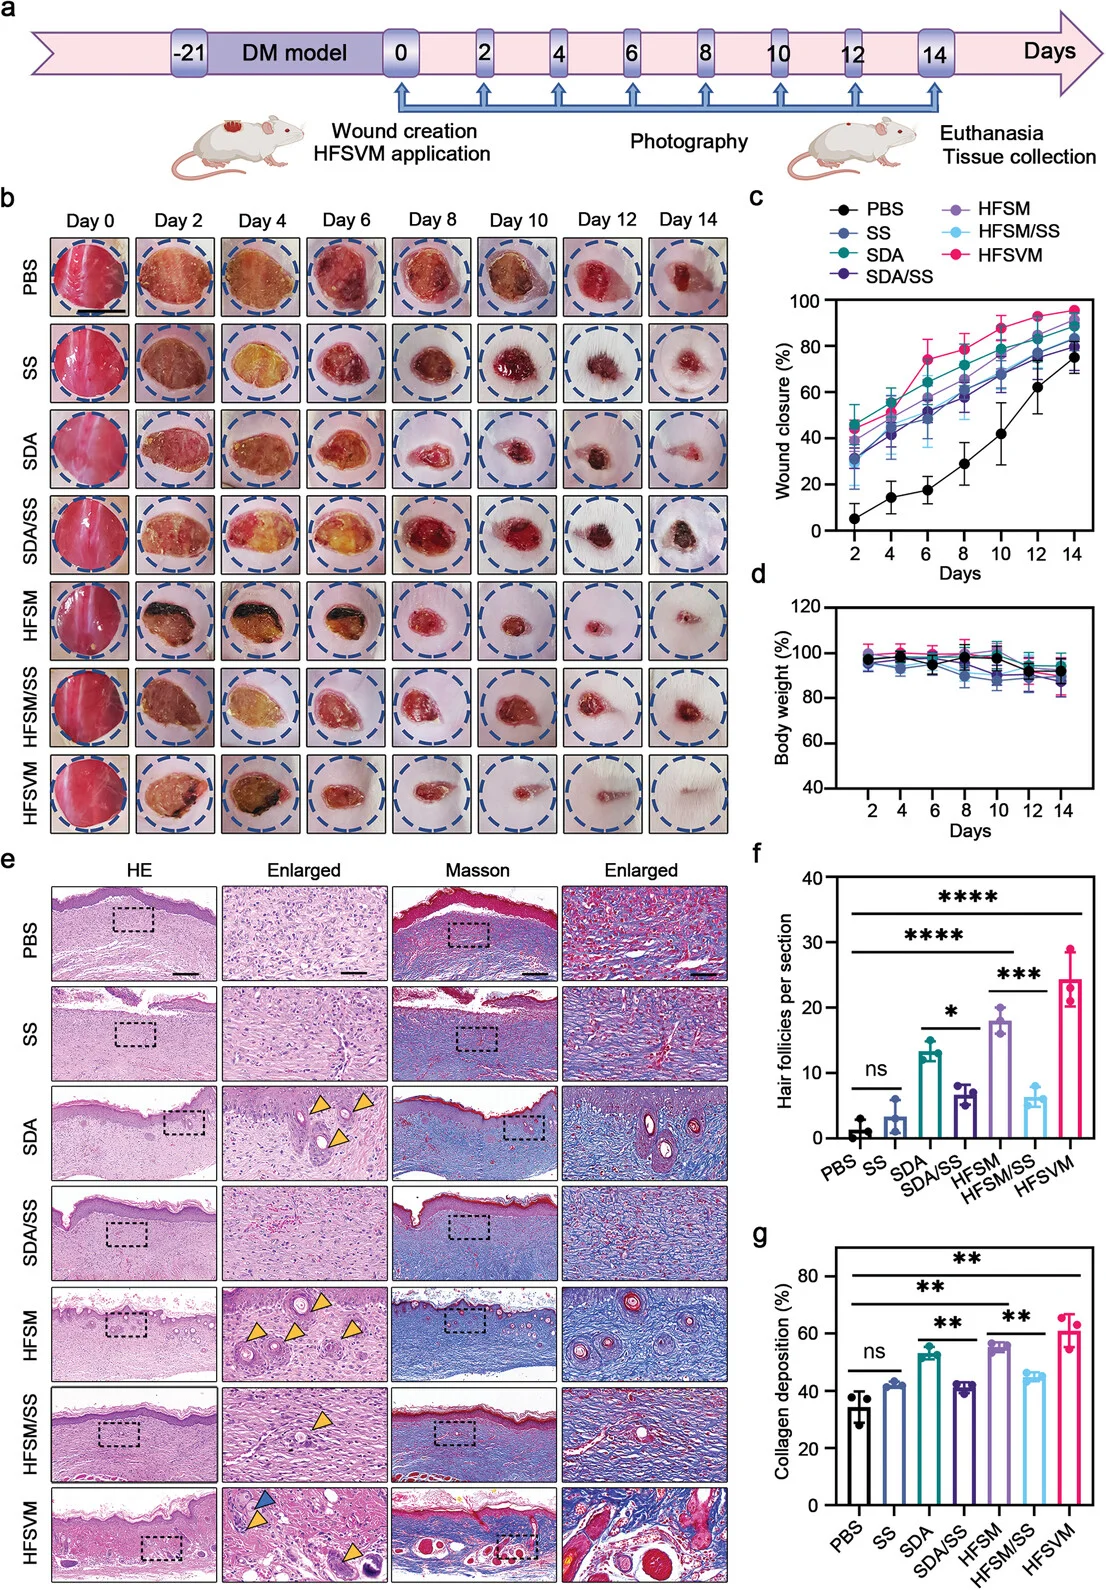 a
-21 DM model 0 2 4 6 8 10 12 14 Days
Wound creation
HFSVM application
Photography
Euthanasia
Tissue collection
b
Day 0 Day 2 Day 4 Day 6 Day 8 Day 10 Day 12 Day 14
PBS
SS
SDA
SDA/SS
HFSM
HFSM/SS
HFSVM
c
PBS
SS
SDA
SDA/SS
HFSM
HFSM/SS
HFSVM
Wound closure (%)
100
80
60
40
20
0
2 4 6 8 10 12 14
Days
d
Body weight (%)
120
100
80
60
40
2 4 6 8 10 12 14
Days
e
HE Enlarged Masson Enlarged
PBS
SS
SDA
SDA/SS
HFSM
HFSM/SS
HFSVM
f
Hair follicies per section
40
30
20
10
0
****
****
***
*
ns
PBS SS SDA SDA/SS HFSM HFSM/SS HFSVM
g
Collagen deposition (%)
80
60
40
20
0
**
**
**
**
ns
PBS SS SDA SDA/SS HFSM HFSM/SS HFSVM